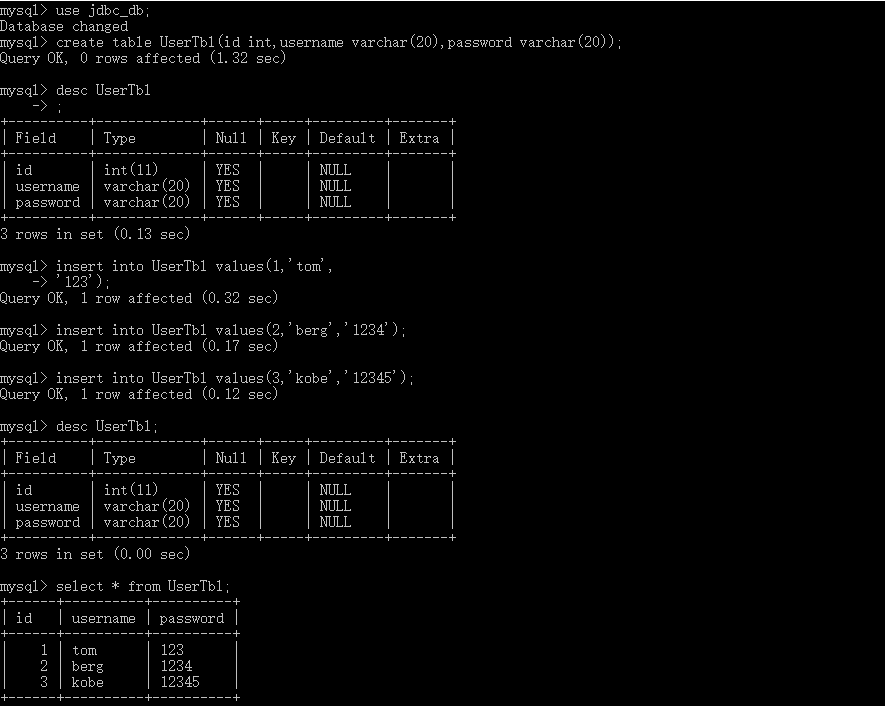 mysql> use jdbc_db;
Database changed
mysql> create table UserTbl(id int,username varchar(20),password varchar(20));
Query OK, 0 rows affected (1.32 sec)

mysql> desc UserTbl
    -> ;
+----------+-------------+------+-----+---------+-------+
| Field    | Type        | Null | Key | Default | Extra |
+----------+-------------+------+-----+---------+-------+
| id       | int(11)     | YES  |     | NULL    |       |
| username | varchar(20) | YES  |     | NULL    |       |
| password | varchar(20) | YES  |     | NULL    |       |
+----------+-------------+------+-----+---------+-------+
3 rows in set (0.13 sec)

mysql> insert into UserTbl values(1,'tom',
    -> '123');
Query OK, 1 row affected (0.32 sec)

mysql> insert into UserTbl values(2,'berg','1234');
Query OK, 1 row affected (0.17 sec)

mysql> insert into UserTbl values(3,'kobe','12345');
Query OK, 1 row affected (0.12 sec)

mysql> desc UserTbl;
+----------+-------------+------+-----+---------+-------+
| Field    | Type        | Null | Key | Default | Extra |
+----------+-------------+------+-----+---------+-------+
| id       | int(11)     | YES  |     | NULL    |       |
| username | varchar(20) | YES  |     | NULL    |       |
| password | varchar(20) | YES  |     | NULL    |       |
+----------+-------------+------+-----+---------+-------+
3 rows in set (0.00 sec)

mysql> select * from UserTbl;
+------+----------+----------+
| id   | username | password |
+------+----------+----------+
|    1 | tom      | 123      |
|    2 | berg     | 1234     |
|    3 | kobe     | 12345    |
+------+----------+----------+